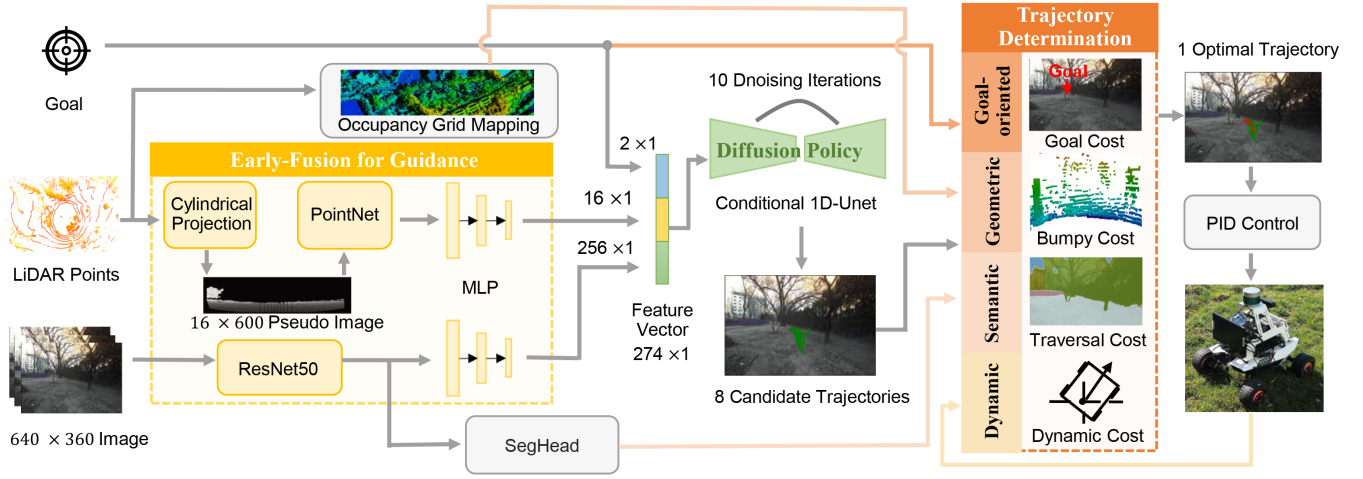 Goal
LiDAR Points
640 × 360 Image
Occupancy Grid Mapping
Early-Fusion for Guidance
Cylindrical
Projection
PointNet
16 × 600 Pseudo Image
MLP
ResNet50
SegHead
2 ×1
16 ×1
256 ×1
Feature
Vector
274 ×1
10 Dnoising Iterations
Diffusion Policy
Conditional 1D-Unet
8 Candidate Trajectories
Trajectory
Determination
Goal-
oriented
Goal
Goal Cost
Geometric
Bumpy Cost
Semantic
Traversal Cost
Dynamic
Dynamic Cost
1 Optimal Trajectory
PID Control